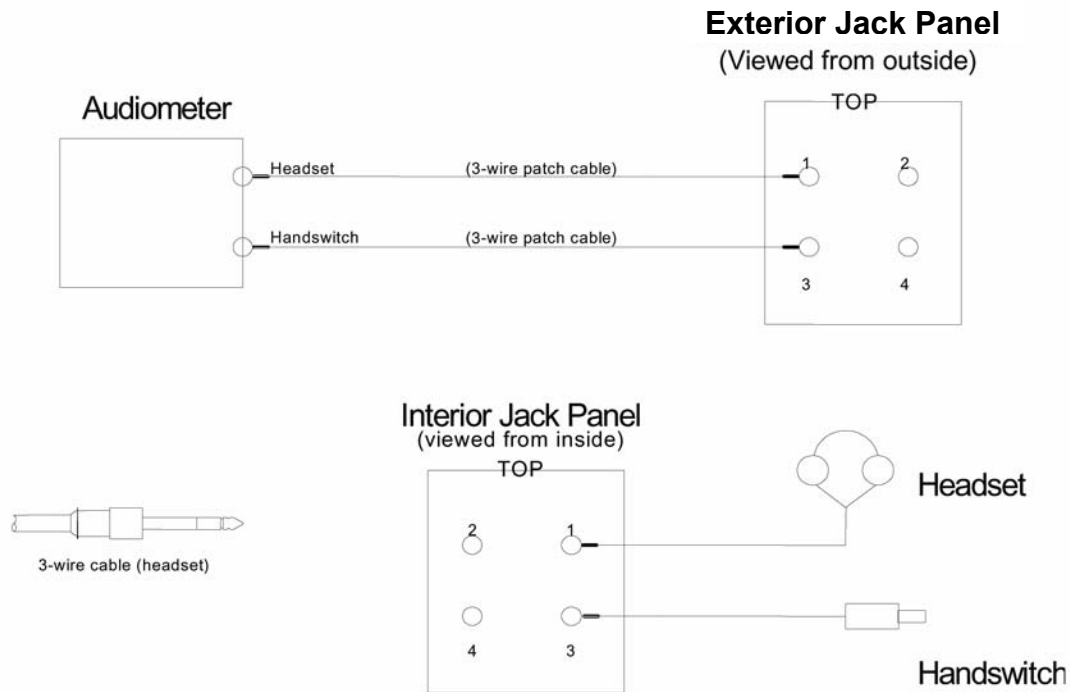 Exterior Jack Panel
(Viewed from outside)
TOP
Audiometer
Headset (3-wire patch cable) 1 2
Handswitch (3-wire patch cable)
3 4
Interior Jack Panel
(viewed from inside)
TOP
2 1
Headset
3-wire cable (headset)
4 3
Handswitch